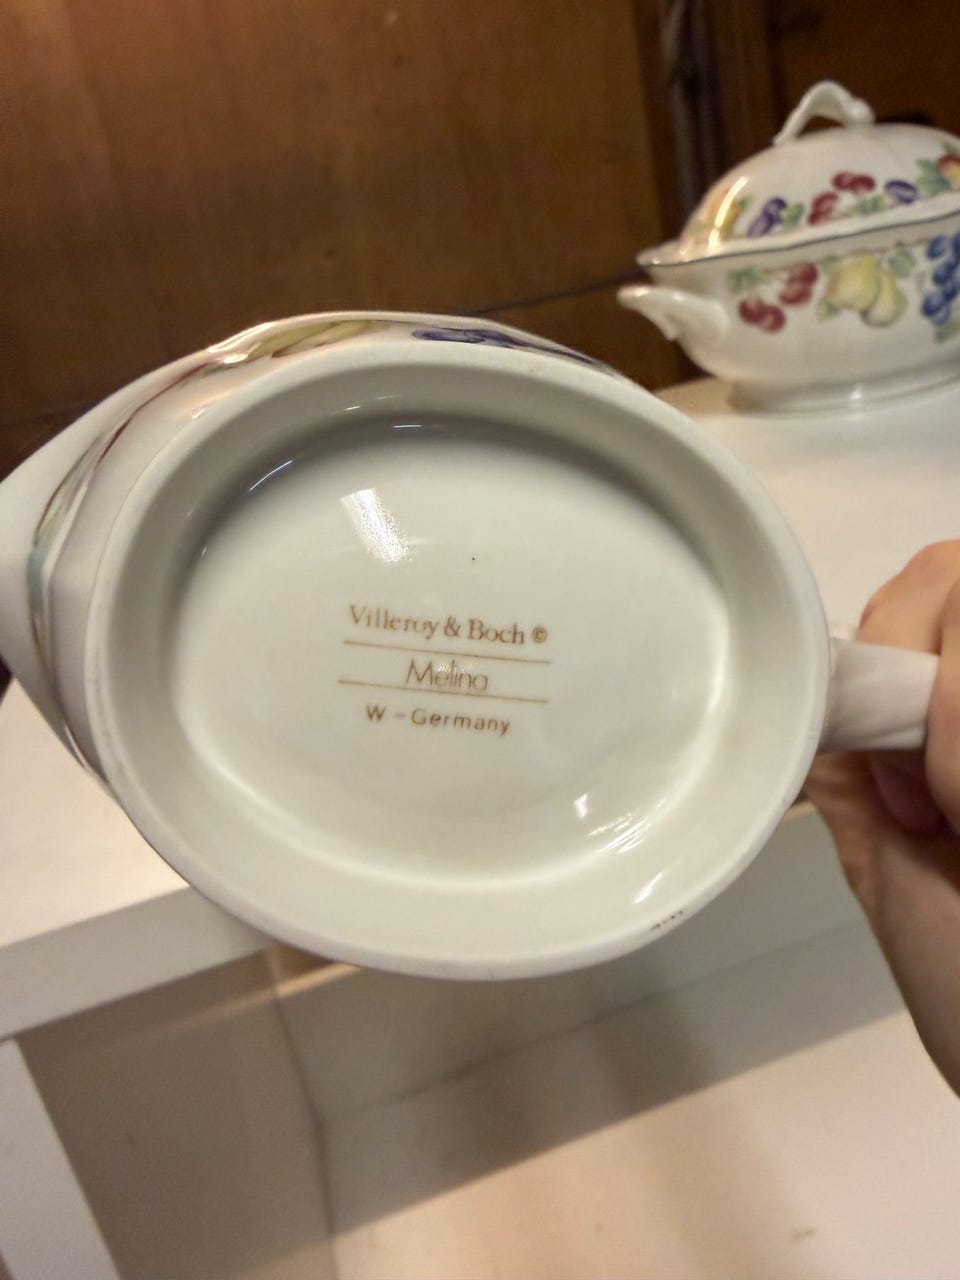 Villeroy & Boch ©
Melina
W - Germany